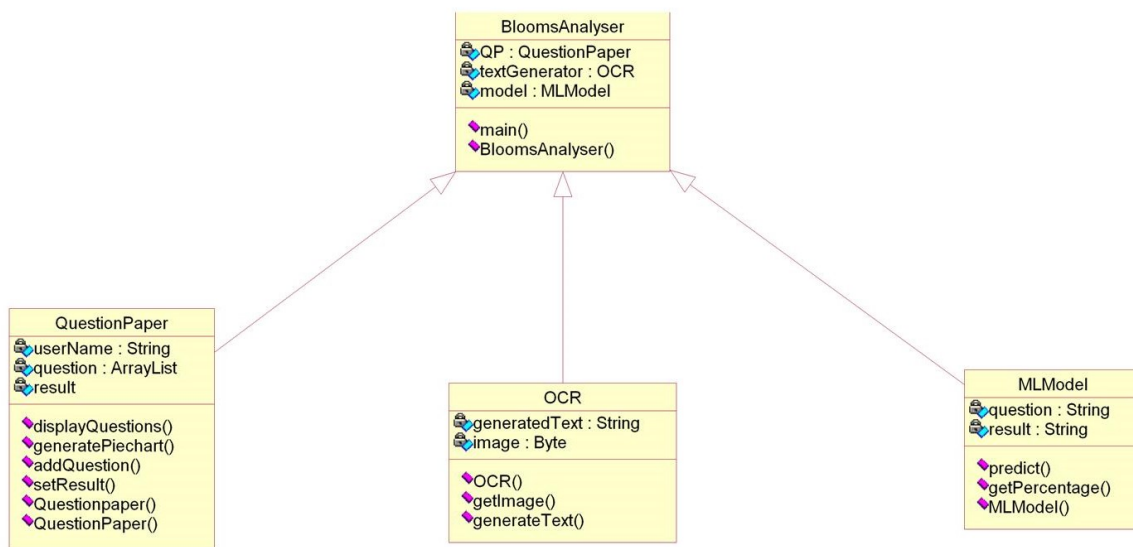 BloomsAnalyser
QP : QuestionPaper
textGenerator : OCR
model : MLModel
main()
BloomsAnalyser()
QuestionPaper
userName : String
question : ArrayList
result
displayQuestions()
generatePiechart()
addQuestion()
setResult()
Questionpaper()
QuestionPaper()
OCR
generatedText : String
image : Byte
OCR()
getImage()
generateText()
MLModel
question : String
result : String
predict()
getPercentage()
MLModel()